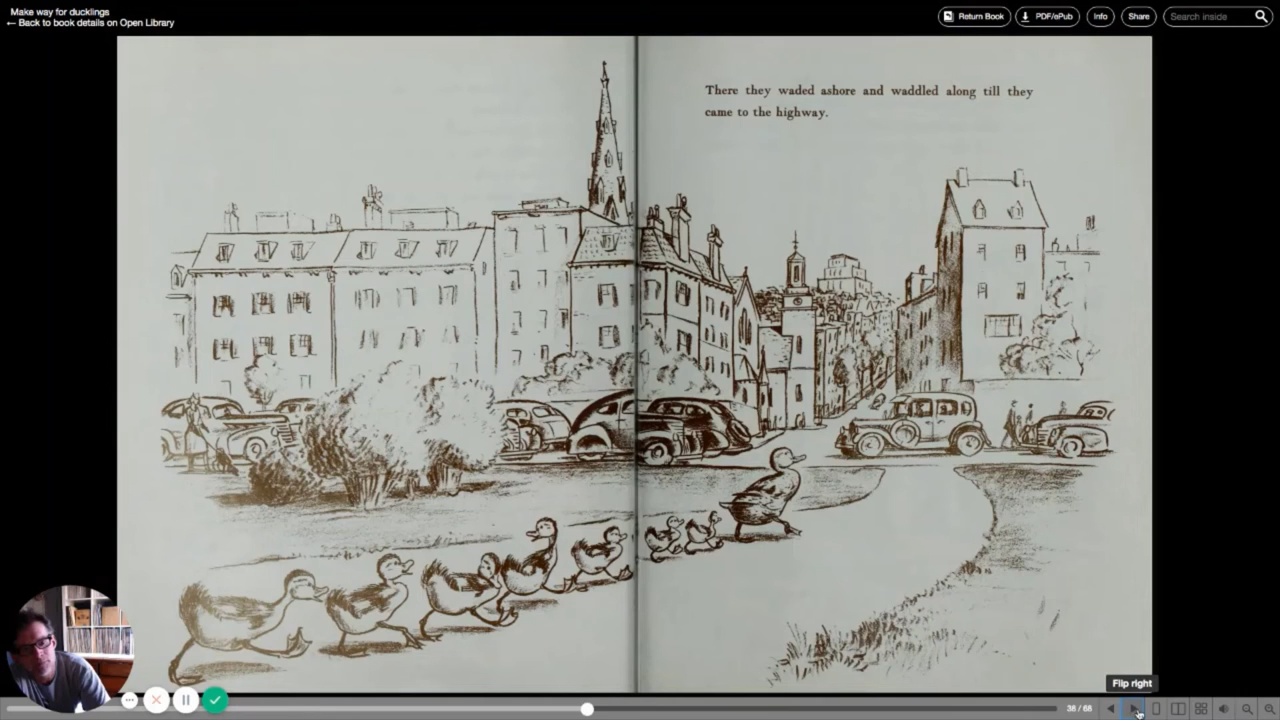 Make way for ducklings
← Back to book details on Open Library
Return Book
PDF/ePub
Info
Share
Search inside
There they waded ashore and waddled along till they
came to the highway.
Flip right
38 / 68